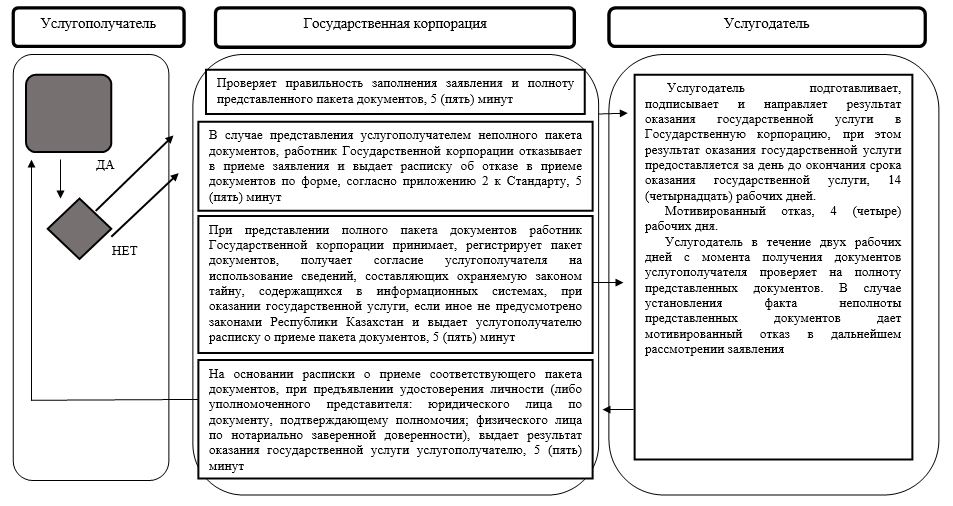 Услугополучатель
Государственная корпорация
Услугодатель
ДА
НЕТ
Проверяет правильность заполнения заявления и полноту
представленного пакета документов, 5 (пять) минут
В случае представления услугополучателем неполного пакета
документов, работник Государственной корпорации отказывает
в приеме заявления и выдает расписку об отказе в приеме
документов по форме, согласно приложению 2 к Стандарту, 5
(пять) минут
При представлении полного пакета документов работник
Государственной корпорации принимает, регистрирует пакет
документов, получает согласие услугополучателя на
использование сведений, составляющих охраняемую законом
тайну, содержащихся в информационных системах, при
оказании государственной услуги, если иное не предусмотрено
законами Республики Казахстан и выдает услугополучателю
расписку о приеме пакета документов, 5 (пять) минут
На основании расписки о приеме соответствующего пакета
документов, при предъявлении удостоверения личности (либо
уполномоченного представителя: юридического лица по
документу, подтверждающему полномочия; физического лица
по нотариально заверенной доверенности), выдает результат
оказания государственной услуги услугополучателю, 5 (пять)
минут
Услугодатель подготавливает,
подписывает и направляет результат
оказания государственной услуги в
Государственную корпорацию, при этом
результат оказания государственной услуги
предоставляется за день до окончания срока
оказания государственной услуги, 14
(четырнадцать) рабочих дней.
Мотивированный отказ, 4 (четыре)
рабочих дня.
Услугодатель в течение двух рабочих
дней с момента получения документов
услугополучателя проверяет на полноту
представленных документов. В случае
установления факта неполноты
представленных документов дает
мотивированный отказ в дальнейшем
рассмотрении заявления